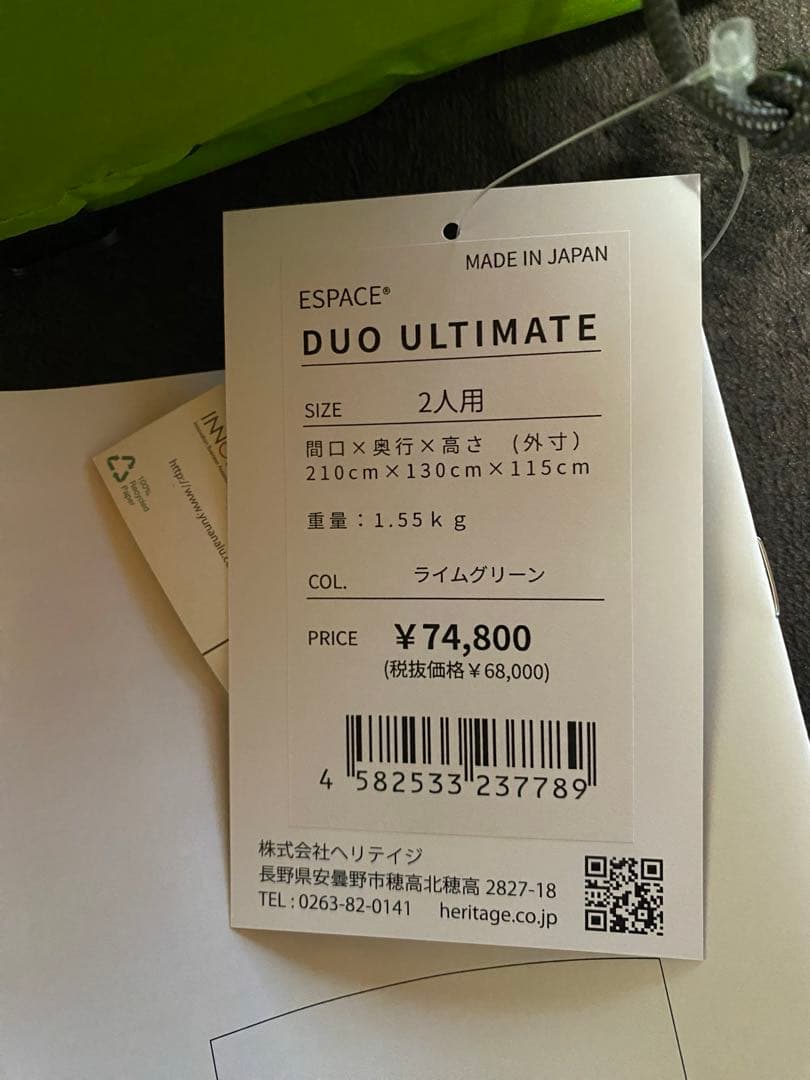 MADE IN JAPAN
ESPACE®
DUO ULTIMATE
SIZE 2人用
間口×奥行×高さ (外寸)
210cm×130cm×115cm
重量:1.55kg
COL. ライムグリーン
PRICE ¥74,800
(税抜価格¥68,000)
4 582533 237789
株式会社ヘリテイジ
長野県安曇野市穂高北穂高 2827-18
TEL : 0263-82-0141 heritage.co.jp
100%
Recycled
Paper